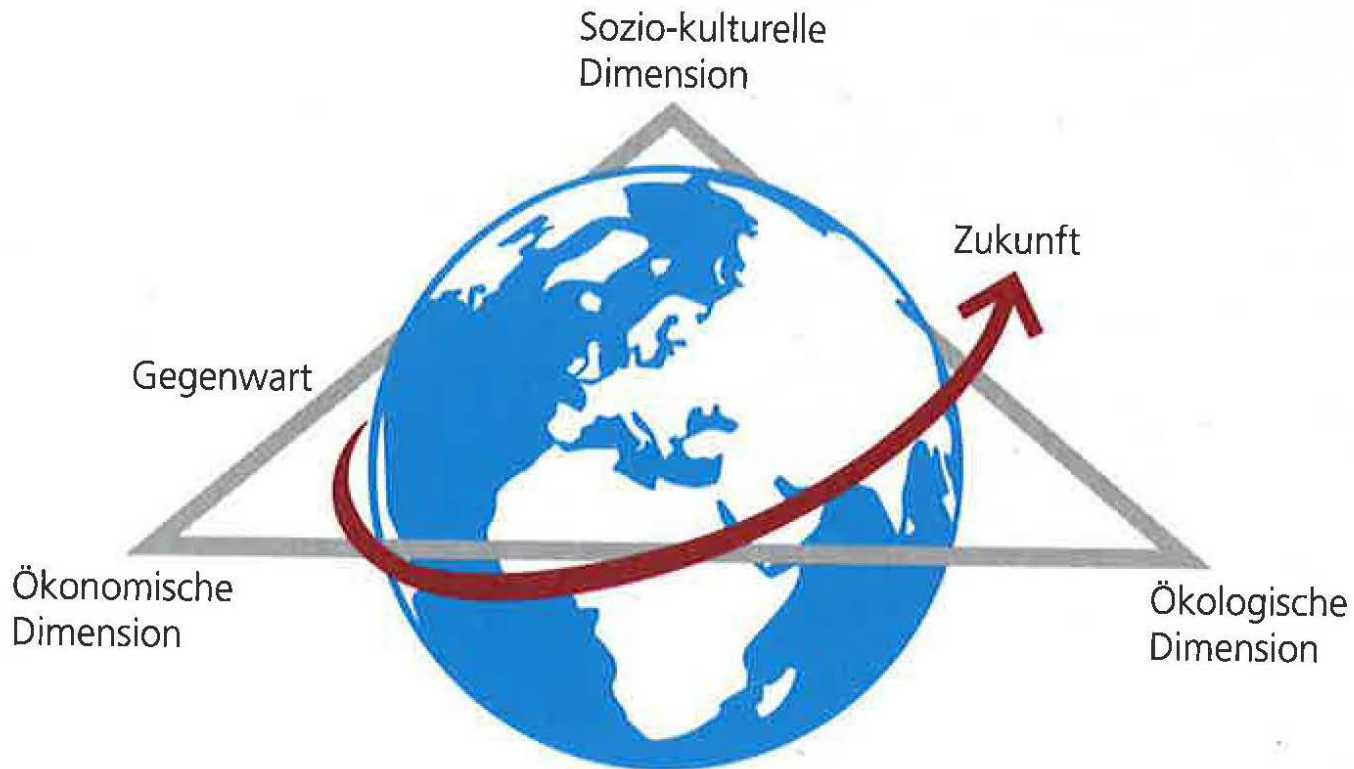 Sozio-kulturelle
Dimension
Zukunft
Gegenwart
Ökonomische
Dimension
Ökologische
Dimension